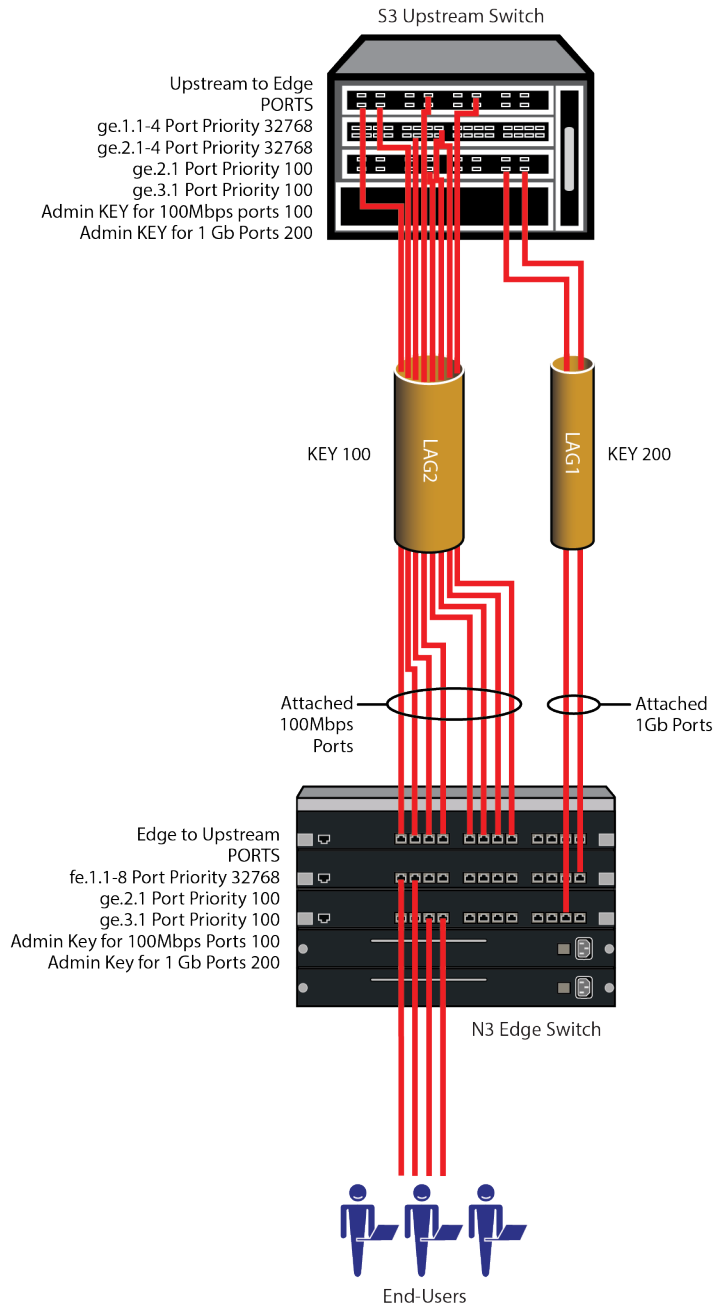 S3 Upstream Switch
Upstream to Edge
PORTS
ge.1.1-4 Port Priority 32768
ge.2.1-4 Port Priority 32768
ge.2.1 Port Priority 100
ge.3.1 Port Priority 100
Admin KEY for 100Mbps ports 100
Admin KEY for 1 Gb Ports 200
KEY 100
LAG2
LAG1
KEY 200
Attached
100Mbps
Ports
Attached
1Gb Ports
Edge to Upstream
PORTS
fe.1.1-8 Port Priority 32768
ge.2.1 Port Priority 100
ge.3.1 Port Priority 100
Admin Key for 100Mbps Ports 100
Admin Key for 1 Gb Ports 200
N3 Edge Switch
End-Users